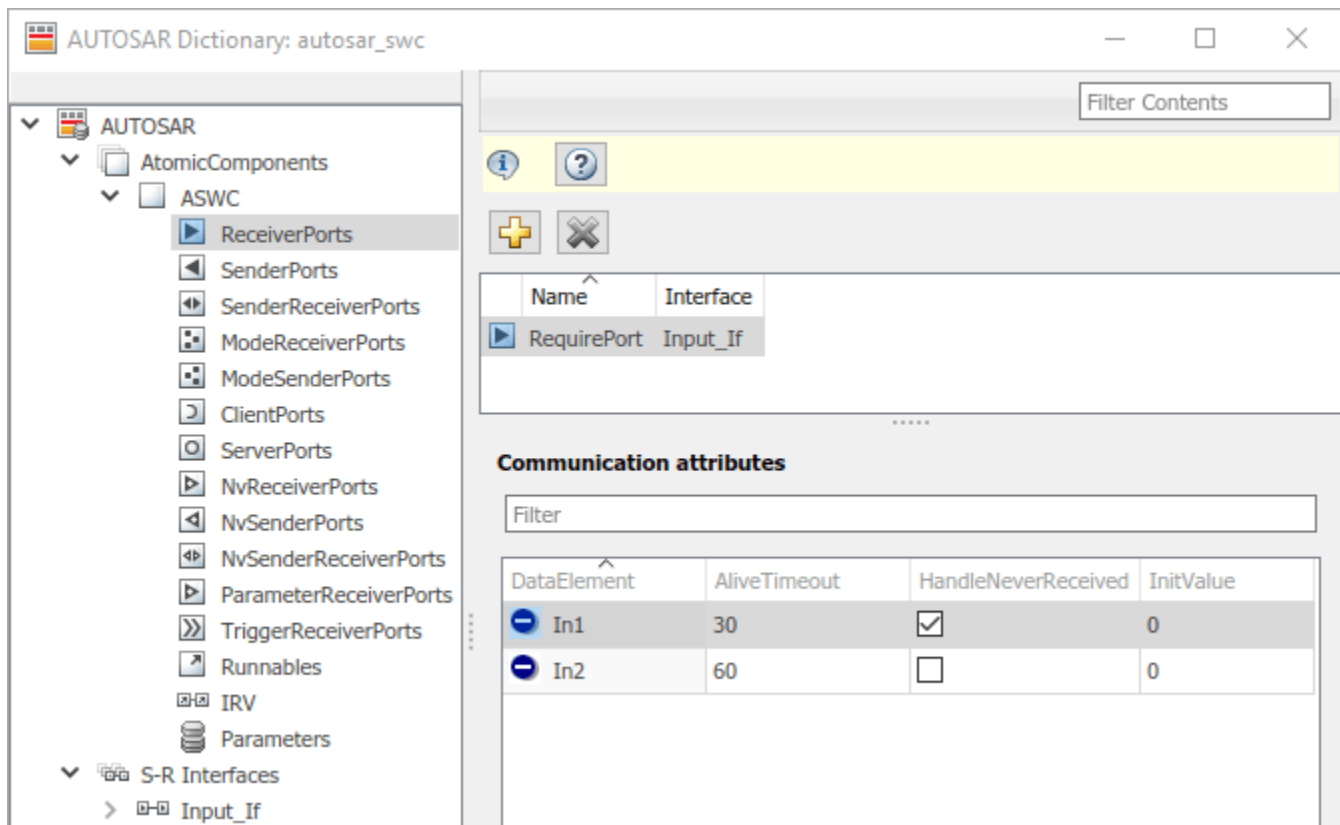 AUTOSAR Dictionary: autosar_swc
Filter Contents
AUTOSAR
AtomicComponents
ASWC
ReceiverPorts
SenderPorts
SenderReceiverPorts
ModeReceiverPorts
ModeSenderPorts
ClientPorts
ServerPorts
NvReceiverPorts
NvSenderPorts
NvSenderReceiverPorts
ParameterReceiverPorts
TriggerReceiverPorts
Runnables
IRV
Parameters
S-R Interfaces
Input_If
Name Interface
RequirePort Input_If
Communication attributes
Filter
DataElement AliveTimeout HandleNeverReceived InitValue
In1 30 0
In2 60 0